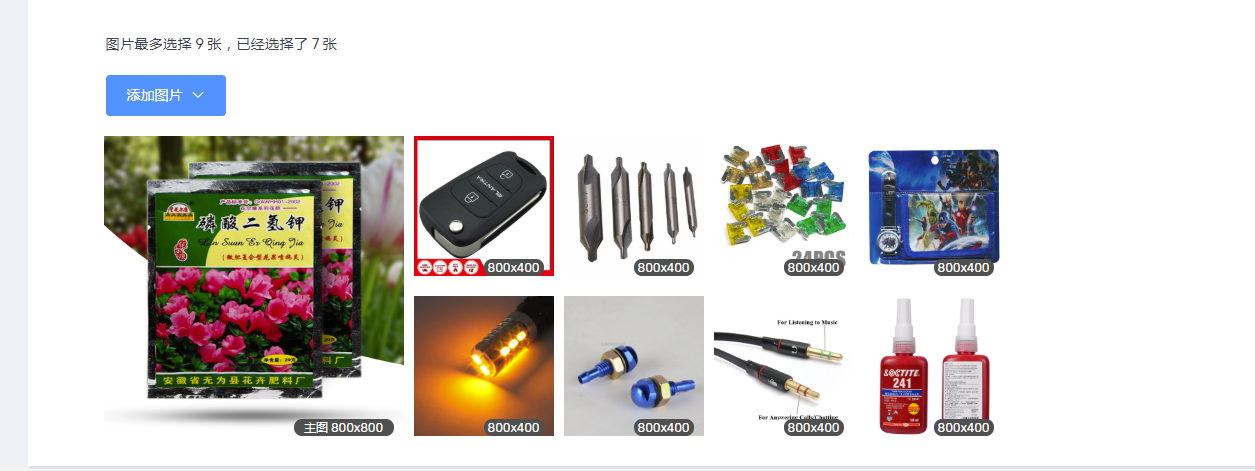 图片最多选择 9 张，已经选择了 7 张
添加图片
磷酸二氢钾
Lin Suan Er Qing Jia
安徽省无为县花卉肥料厂
主图 800x800
ELANTRA
800x400
800x400
24PCS
800x400
800x400
800x400
800x400
For Listening to Music
For Answering Calls/Chatting
800x400
LOCTITE
241
800x400